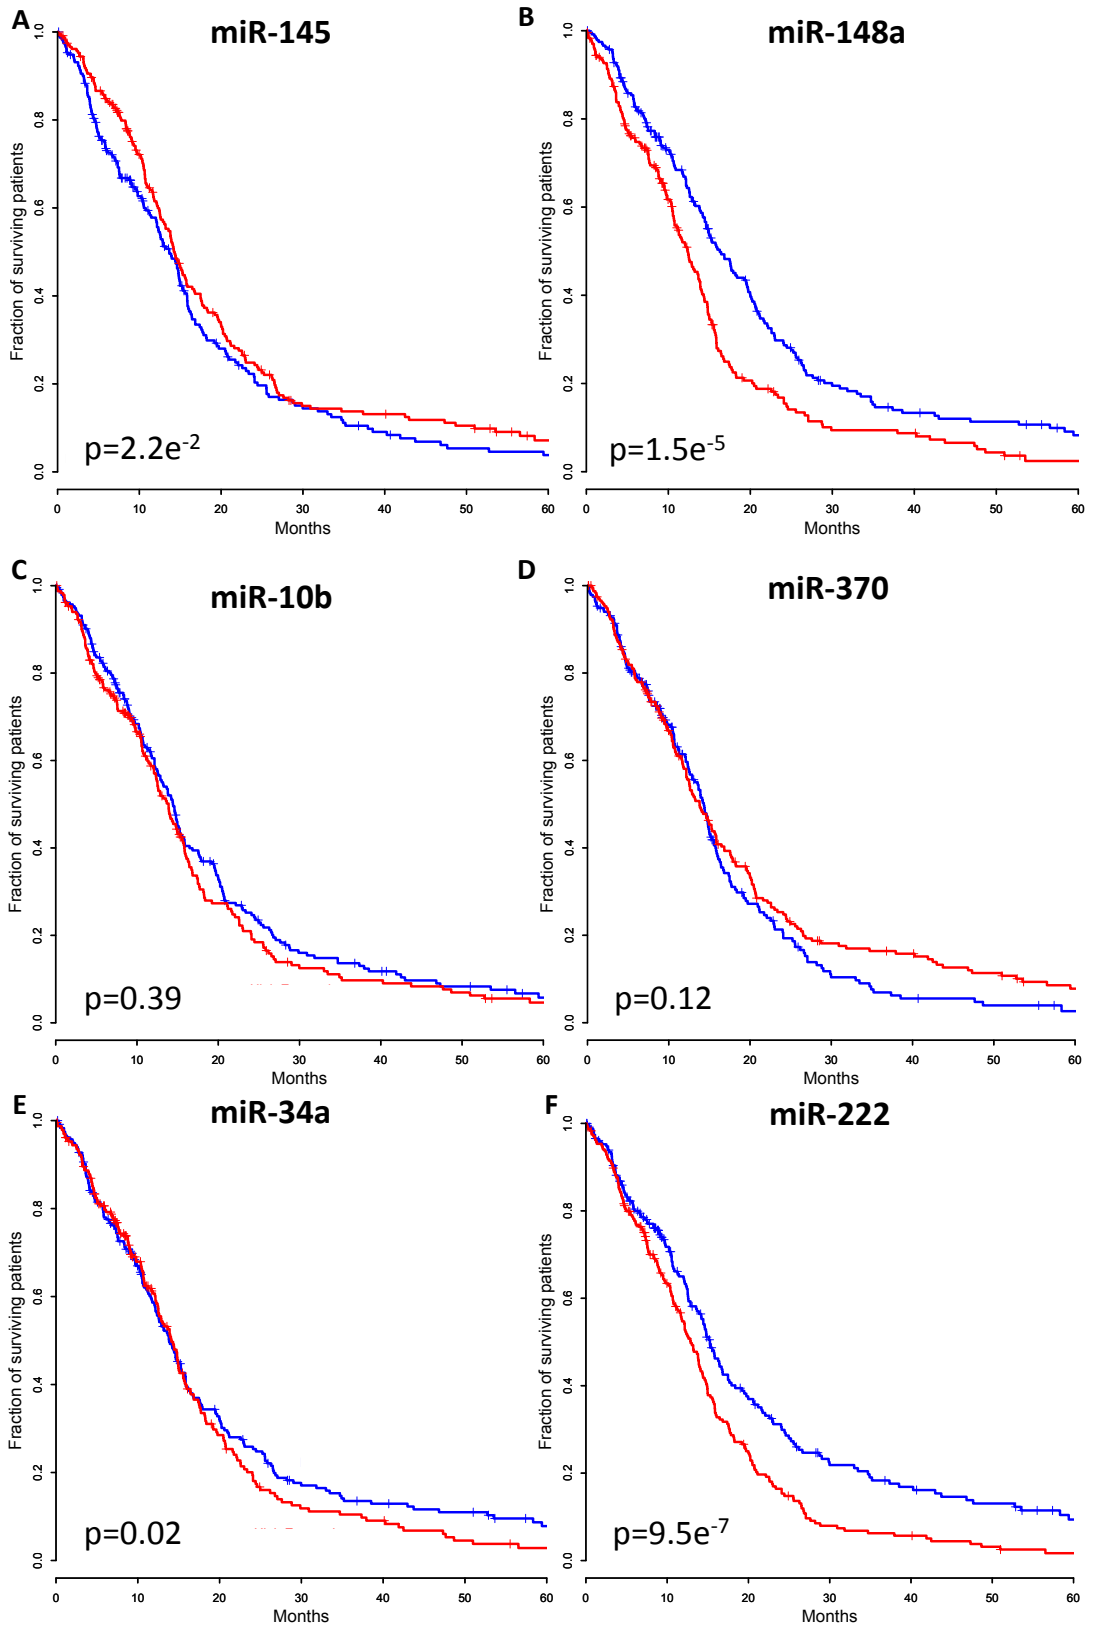 A
miR-145
Fraction of surviving patients
1.0
0.8
0.6
0.4
0.2
0.0
p=2.2e-2
0 10 20 30 40 50 60
Months
B
miR-148a
Fraction of surviving patients
1.0
0.8
0.6
0.4
0.2
0.0
p=1.5e-5
0 10 20 30 40 50 60
Months
C
miR-10b
Fraction of surviving patients
1.0
0.8
0.6
0.4
0.2
0.0
p=0.39
0 10 20 30 40 50 60
Months
D
miR-370
Fraction of surviving patients
1.0
0.8
0.6
0.4
0.2
0.0
p=0.12
0 10 20 30 40 50 60
Months
E
miR-34a
Fraction of surviving patients
1.0
0.8
0.6
0.4
0.2
0.0
p=0.02
0 10 20 30 40 50 60
Months
F
miR-222
Fraction of surviving patients
1.0
0.8
0.6
0.4
0.2
0.0
p=9.5e-7
0 10 20 30 40 50 60
Months